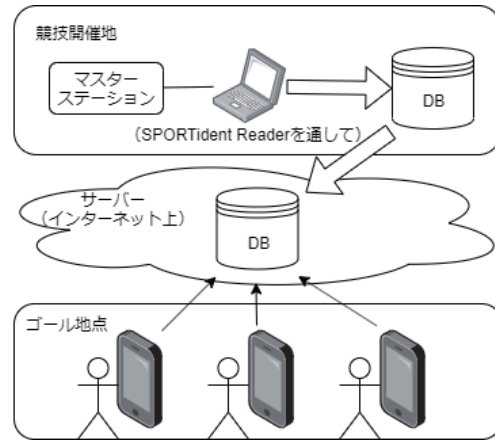 競技開催地
マスター
ステーション
DB
（SPORTident Readerを通して）
サーバー
（インターネット上）
DB
ゴール地点